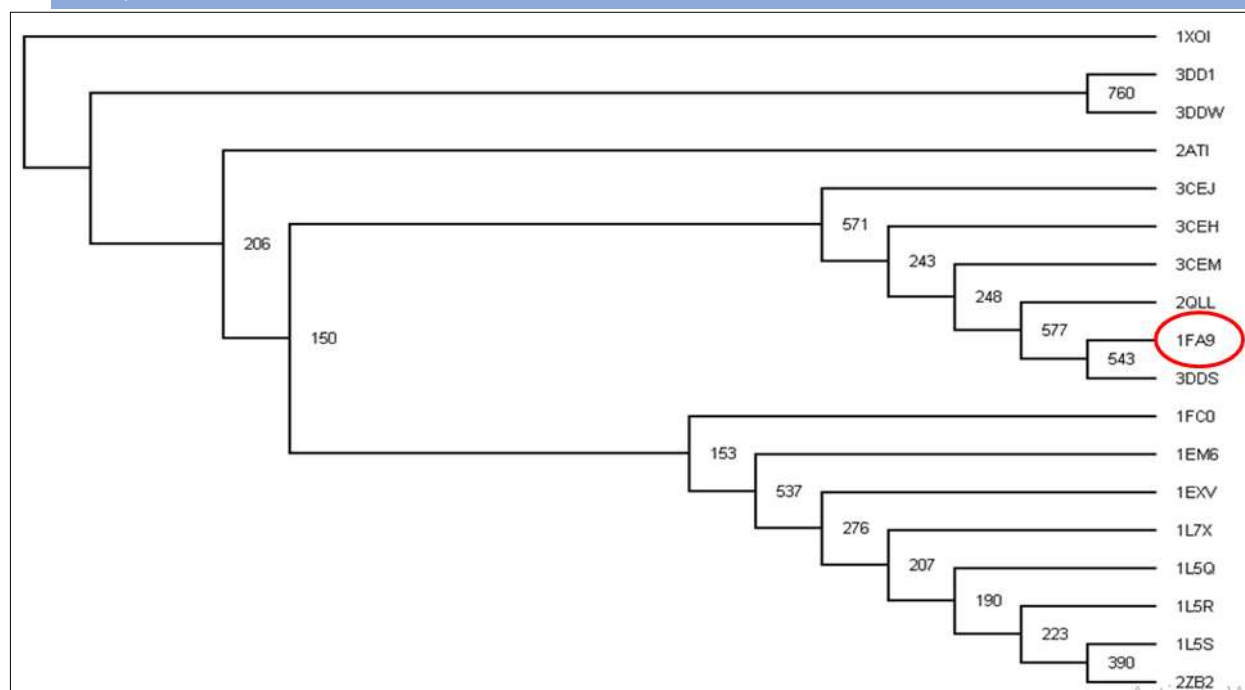 1XOI
3DD1
760
3DDW
2ATI
3CEJ
571
3CEH
206
243
3CEM
248
2QLL
577
150
1FA9
543
3DDS
1FC0
153
1EM6
537
1EXV
276
1L7X
207
1L5Q
190
1L5R
223
1L5S
390
2ZB2